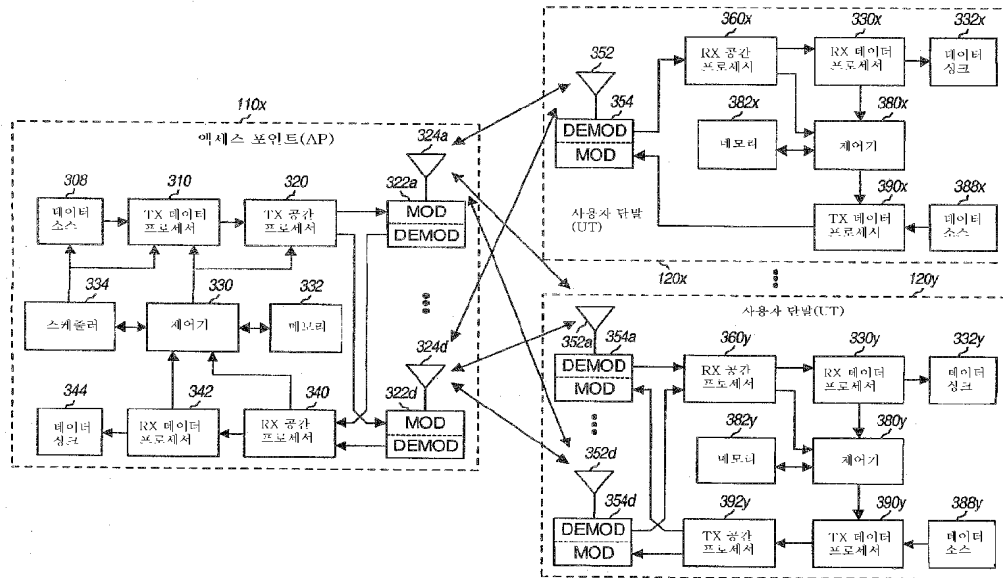 110x
액세스 포인트(AP)
308
데이터
소스
310
TX 데이터
프로세서
320
TX 공간
프로세서
324a
322a
MOD
DEMOD
334
스케줄러
330
제어기
332
메모리
324d
322d
MOD
DEMOD
344
데이터
싱크
342
RX 데이터
프로세서
340
RX 공간
프로세서
352
354
DEMOD
MOD
360x
RX 공간
프로세서
330x
RX 데이터
프로세서
332x
데이터
싱크
382x
메모리
380x
제어기
390x
TX 데이터
프로세서
388x
데이터
소스
사용자 단말
(UT)
120x
120y
사용자 단말(UT)
352a
354a
DEMOD
MOD
360y
RX 공간
프로세서
330y
RX 데이터
프로세서
332y
데이터
싱크
382y
메모리
380y
제어기
352d
354d
DEMOD
MOD
392y
TX 공간
프로세서
390y
TX 데이터
프로세서
388y
데이터
소스